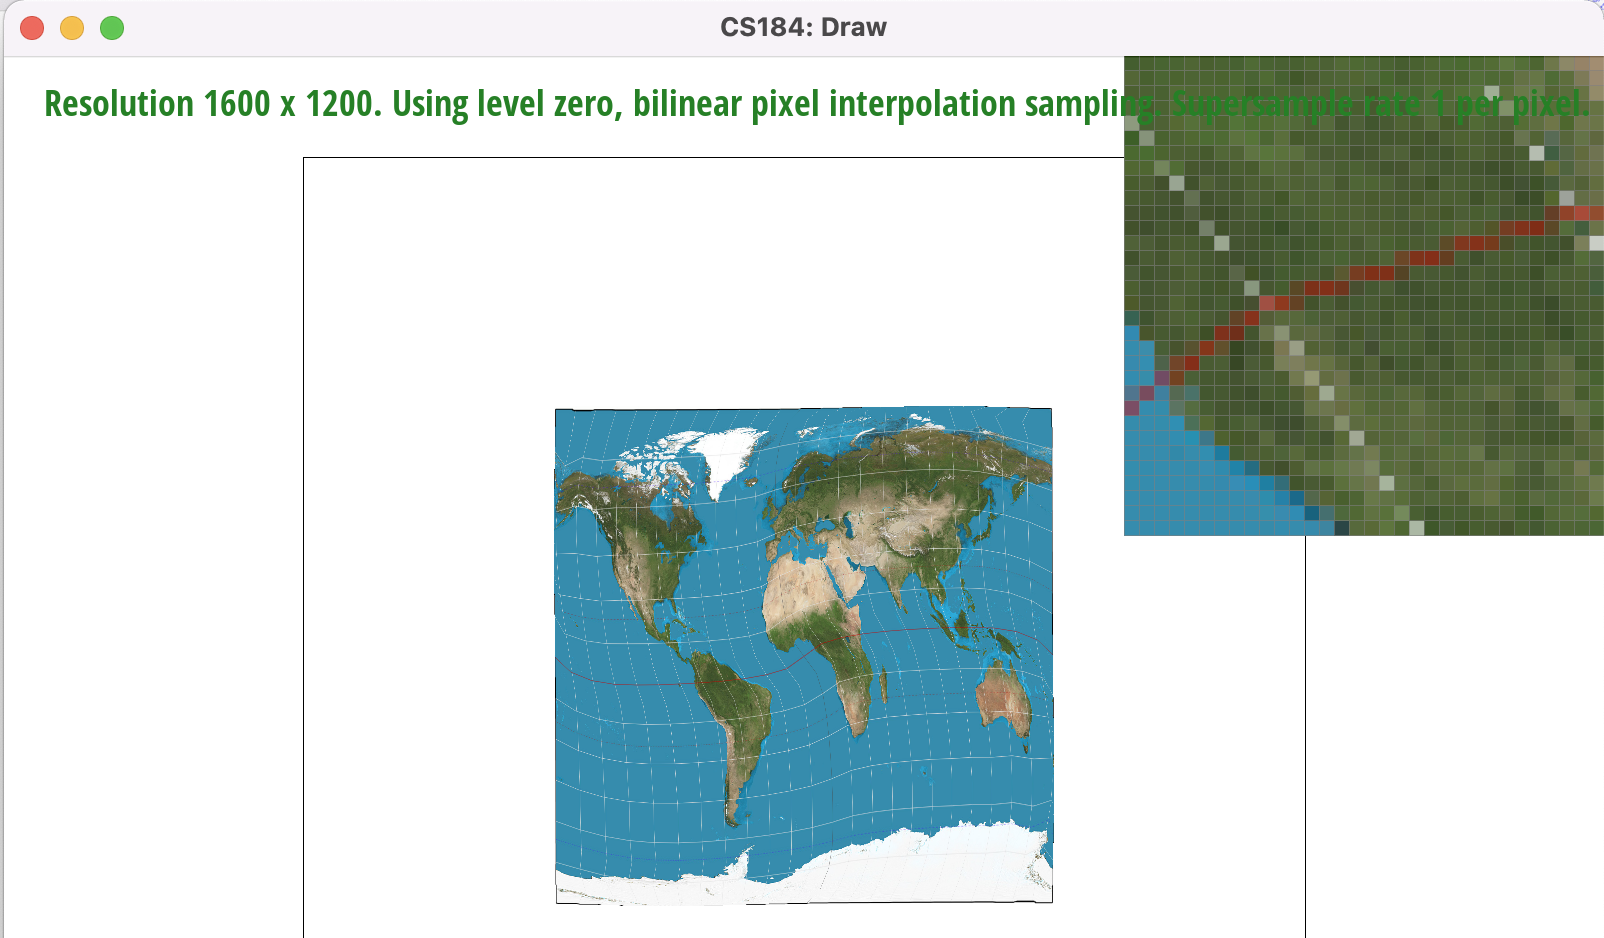 CS184: Draw
Resolution 1600 x 1200. Using level zero, bilinear pixel interpolation sampling. Supersample rate 1 per pixel.